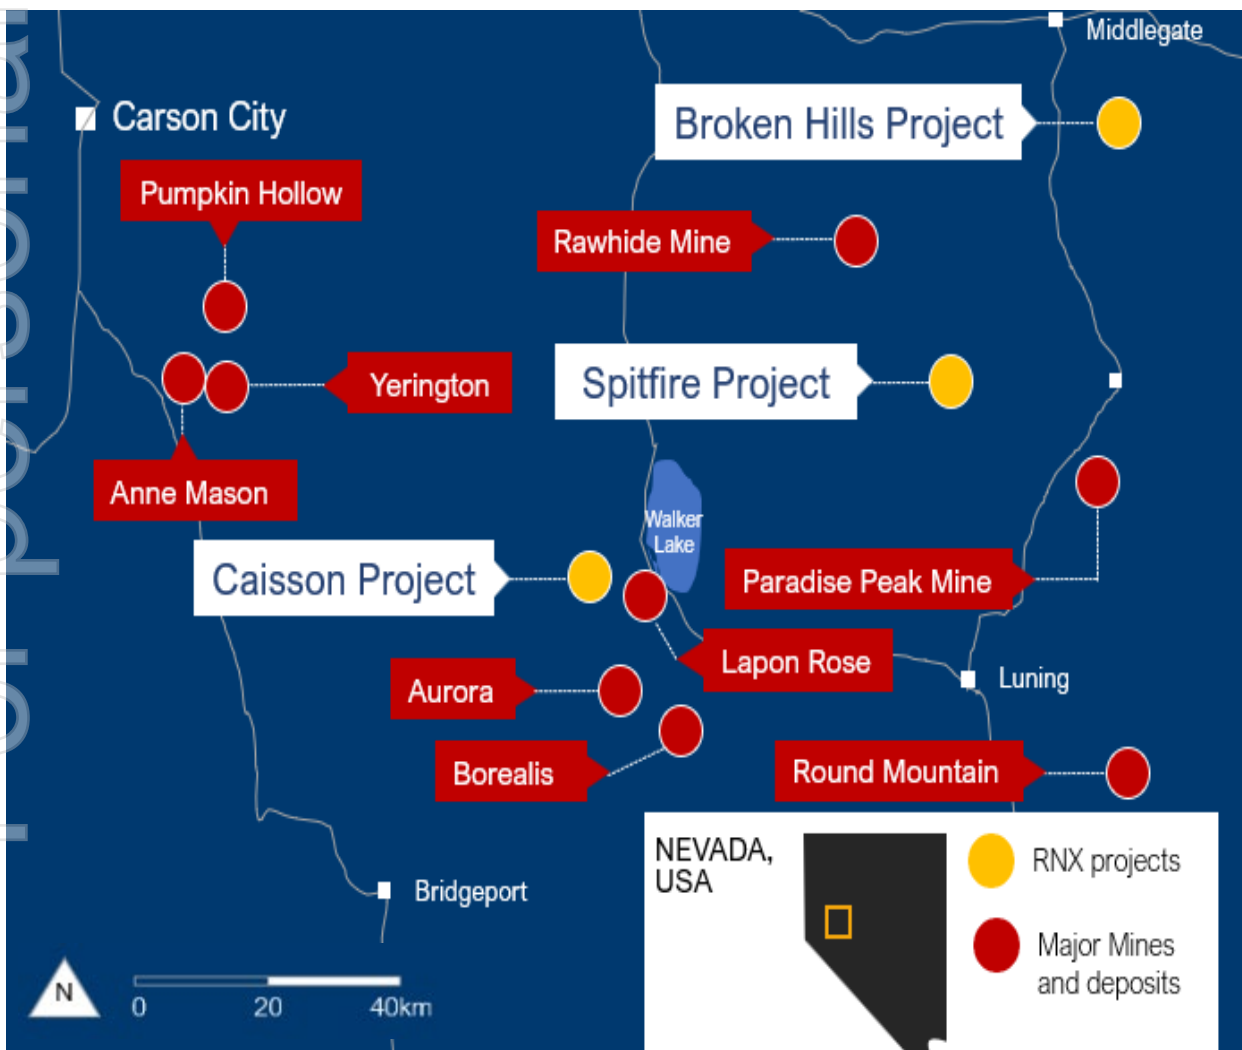 Middlegate
Carson City
Broken Hills Project
Pumpkin Hollow
Rawhide Mine
Spitfire Project
Yerington
Anne Mason
Walker
Lake
Caisson Project
Paradise Peak Mine
Lapon Rose
Luning
Aurora
Borealis
Round Mountain
NEVADA,
USA
RNX projects
Major Mines
and deposits
Bridgeport
N
0 20 40km
For personal